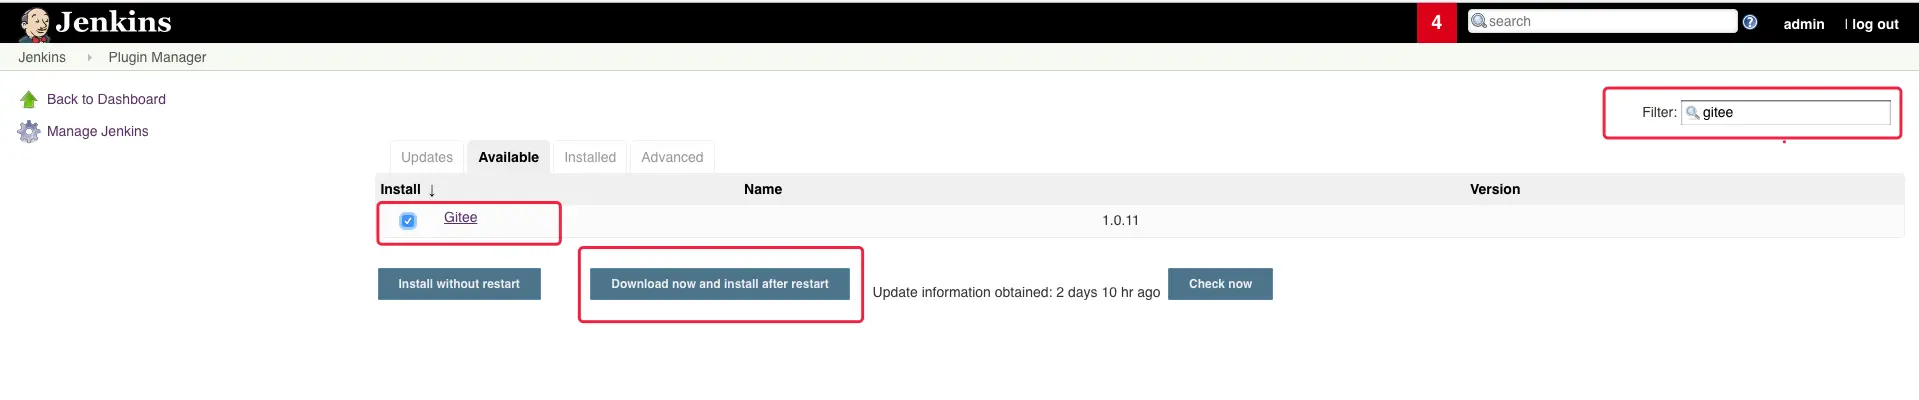 Jenkins
4
search
?
admin
| log out
Jenkins
Plugin Manager
Back to Dashboard
Manage Jenkins
Filter: gitee
Updates
Available
Installed
Advanced
Install ↓
Name
Version
Gitee
1.0.11
Install without restart
Download now and install after restart
Update information obtained: 2 days 10 hr ago
Check now